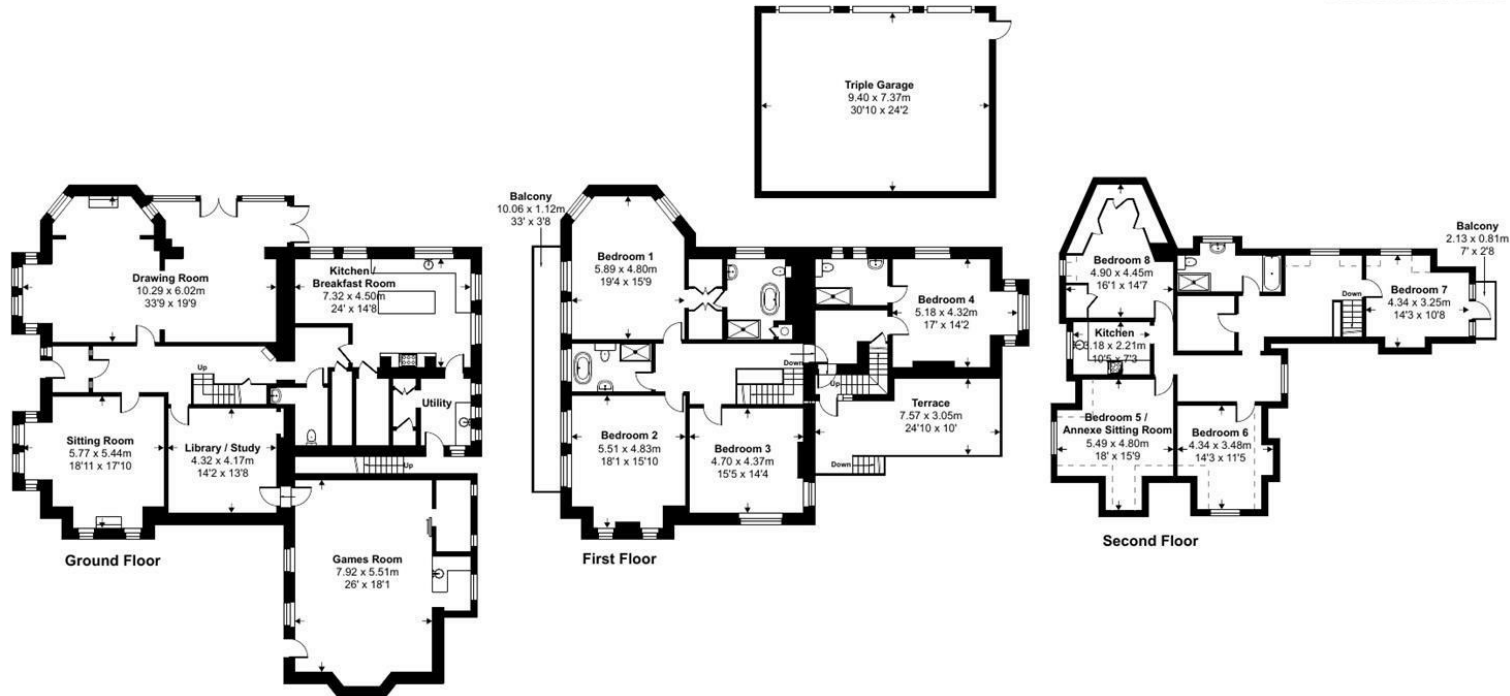 Triple Garage
9.40 x 7.37m
30'10 x 24'2
Drawing Room
10.29 x 6.02m
33'9 x 19'9
Kitchen /
Breakfast Room
7.32 x 4.50m
24' x 14'8
Up
Utility
Sitting Room
5.77 x 5.44m
18'11 x 17'10
Library / Study
4.32 x 4.17m
14'2 x 13'8
Up
Games Room
7.92 x 5.51m
26' x 18'1
Ground Floor
Balcony
10.06 x 1.12m
33' x 3'8
Bedroom 1
5.89 x 4.80m
19'4 x 15'9
Bedroom 4
5.18 x 4.32m
17' x 14'2
Down
Up
Terrace
7.57 x 3.05m
24'10 x 10'
Down
Bedroom 2
5.51 x 4.83m
18'1 x 15'10
Bedroom 3
4.70 x 4.37m
15'5 x 14'4
First Floor
Balcony
2.13 x 0.81m
7' x 2'8
Bedroom 8
4.90 x 4.45m
16'1 x 14'7
Down
Bedroom 7
4.34 x 3.25m
14'3 x 10'8
Kitchen
3.18 x 2.21m
10'5 x 7'3
Bedroom 5 /
Annexe Sitting Room
5.49 x 4.80m
18' x 15'9
Bedroom 6
4.34 x 3.48m
14'3 x 11'5
Second Floor